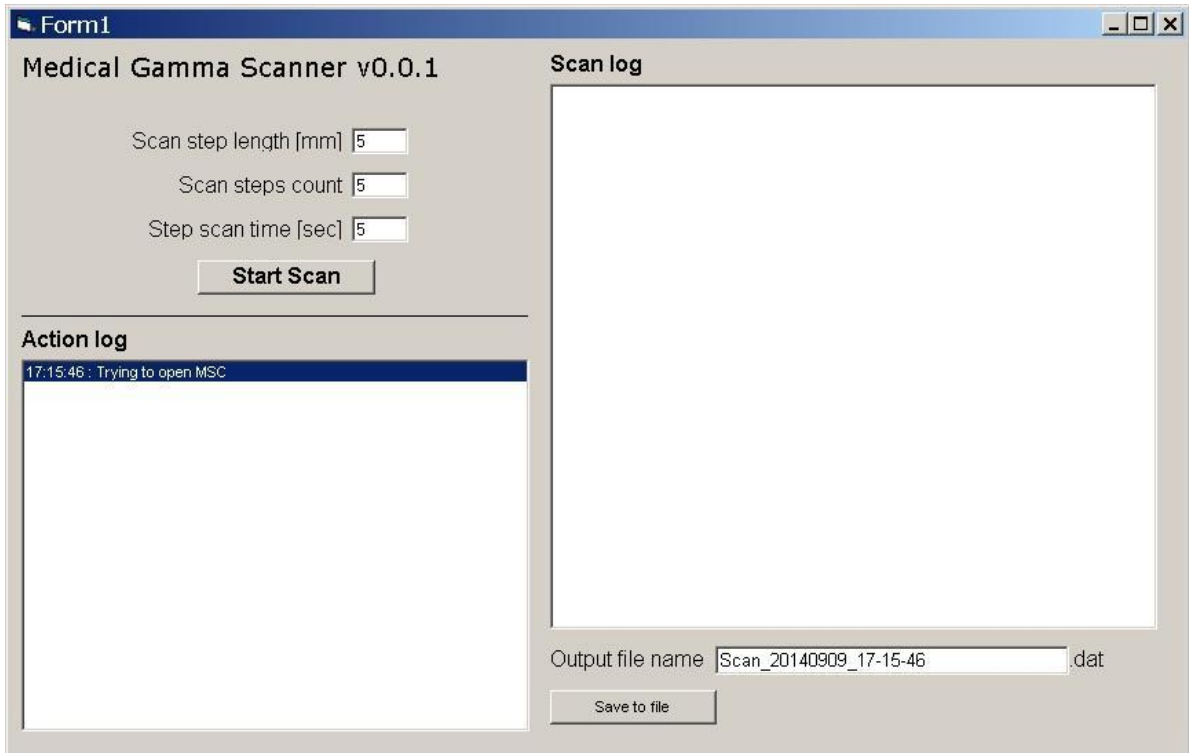 Form1
Medical Gamma Scanner v0.0.1
Scan step length [mm] 5
Scan steps count 5
Step scan time [sec] 5
Start Scan
Action log
17:15:46 : Trying to open MSC
Scan log
Output file name Scan_20140909_17-15-46 .dat
Save to file